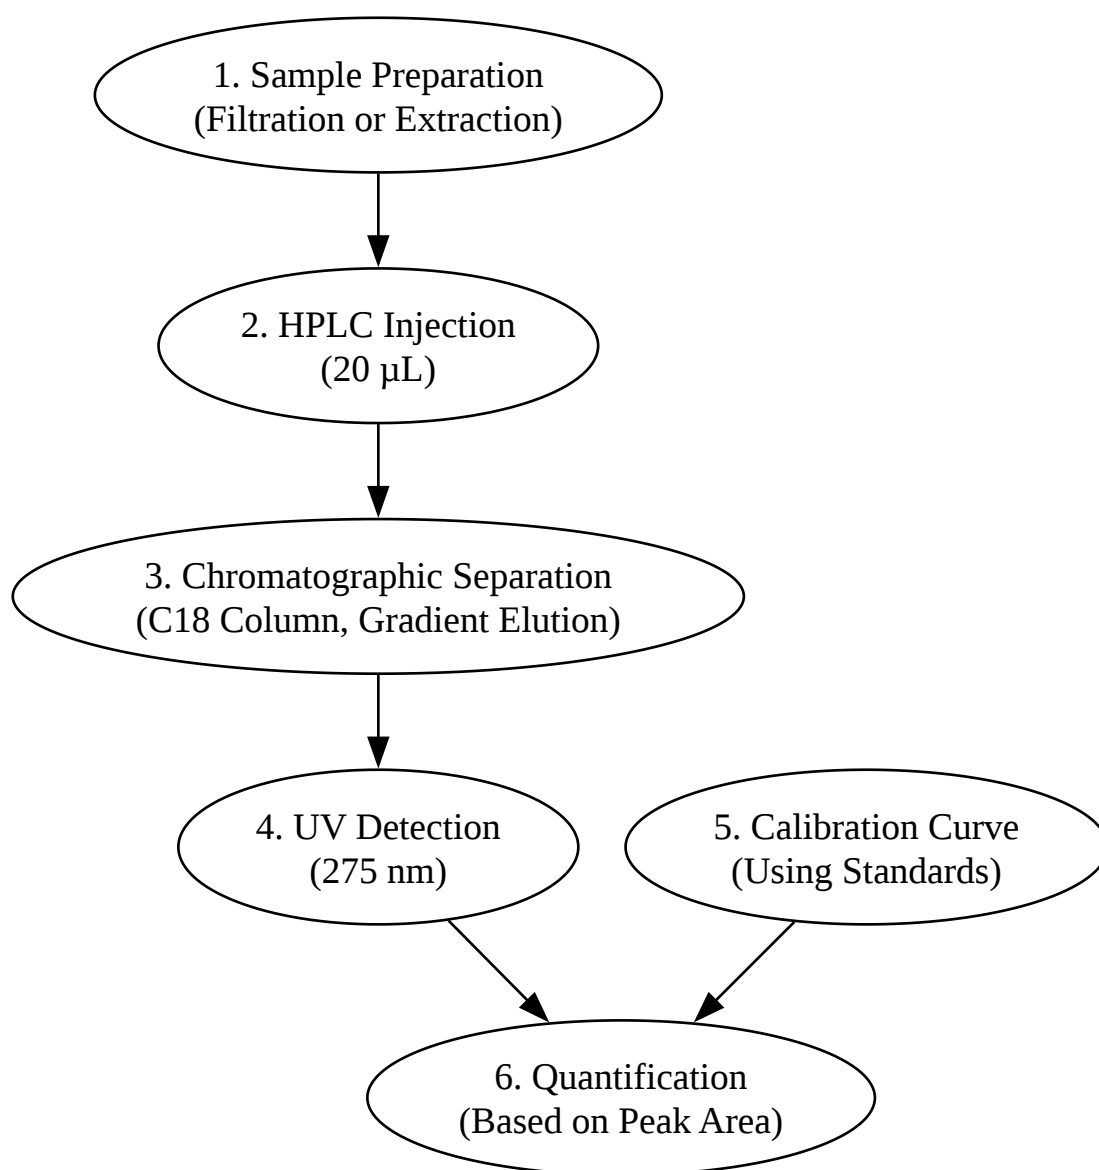 1. Sample Preparation
(Filtration or Extraction)
2. HPLC Injection
(20 µL)
3. Chromatographic Separation
(C18 Column, Gradient Elution)
4. UV Detection
(275 nm)
5. Calibration Curve
(Using Standards)
6. Quantification
(Based on Peak Area)